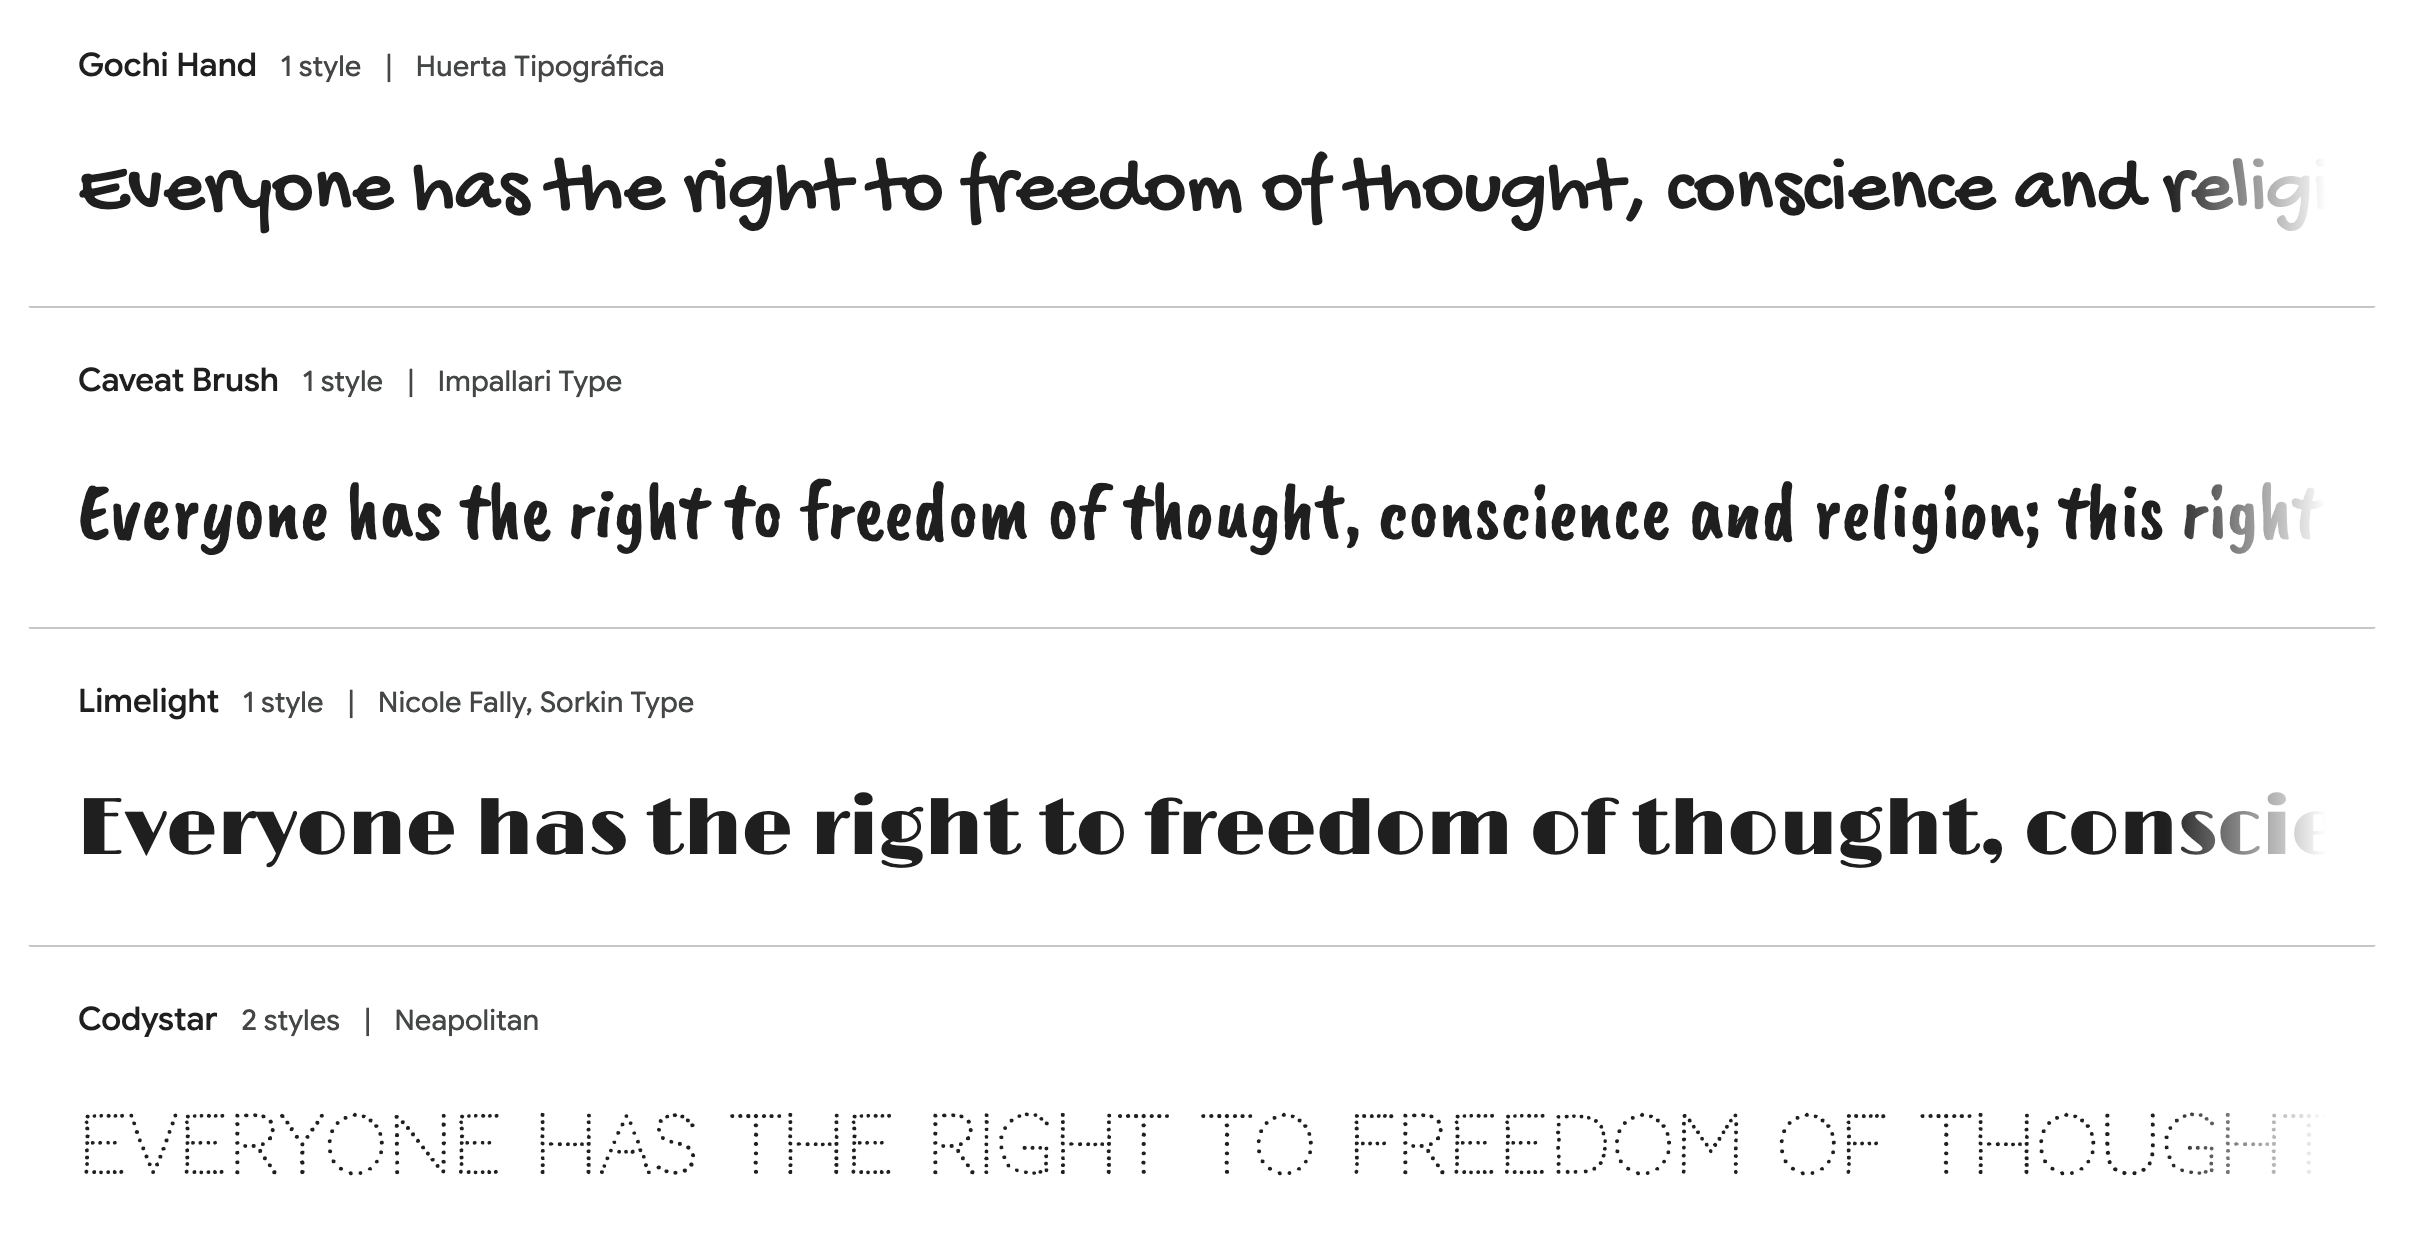 Gochi Hand 1 style | Huerta Tipográfica
Everyone has the right to freedom of thought, conscience and religi
Caveat Brush 1 style | Impallari Type
Everyone has the right to freedom of thought, conscience and religion; this right
Limelight 1 style | Nicole Fally, Sorkin Type
Everyone has the right to freedom of thought, conscie
Codystar 2 styles | Neapolitan
EVERYONE HAS THE RIGHT TO FREEDOM OF THOUGHT